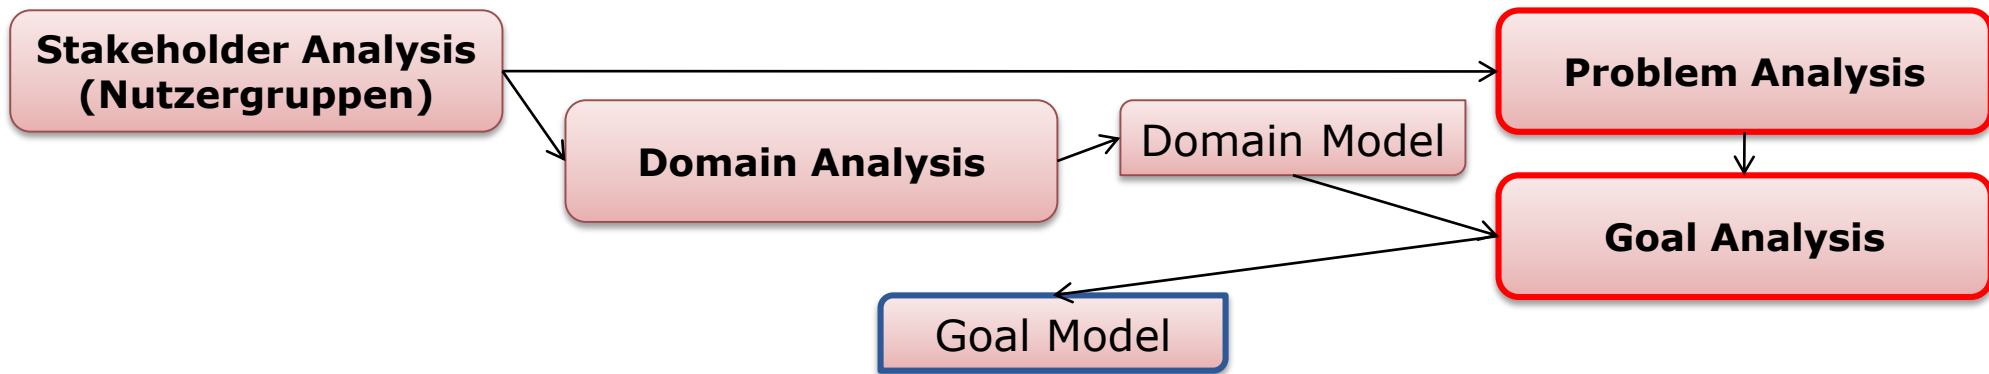 Stakeholder Analysis
(Nutzergruppen)
Problem Analysis
Domain Analysis
Domain Model
Goal Analysis
Goal Model